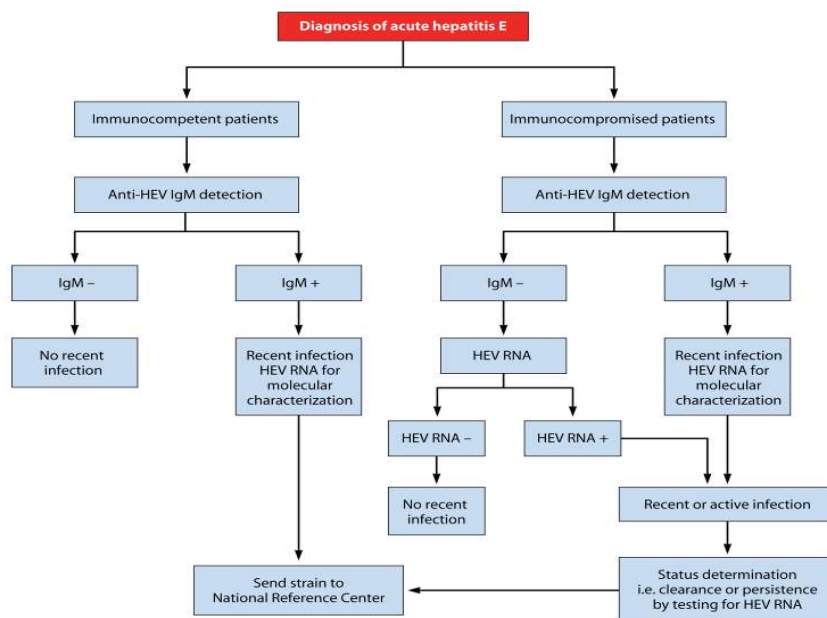 Diagnosis of acute hepatitis E
Immunocompetent patients
Immunocompromised patients
Anti-HEV IgM detection
Anti-HEV IgM detection
IgM –
IgM +
IgM –
IgM +
No recent
infection
Recent infection
HEV RNA for
molecular
characterization
HEV RNA
Recent infection
HEV RNA for
molecular
characterization
HEV RNA –
HEV RNA +
No recent
infection
Recent or active infection
Send strain to
National Reference Center
Status determination
i.e. clearance or persistence
by testing for HEV RNA